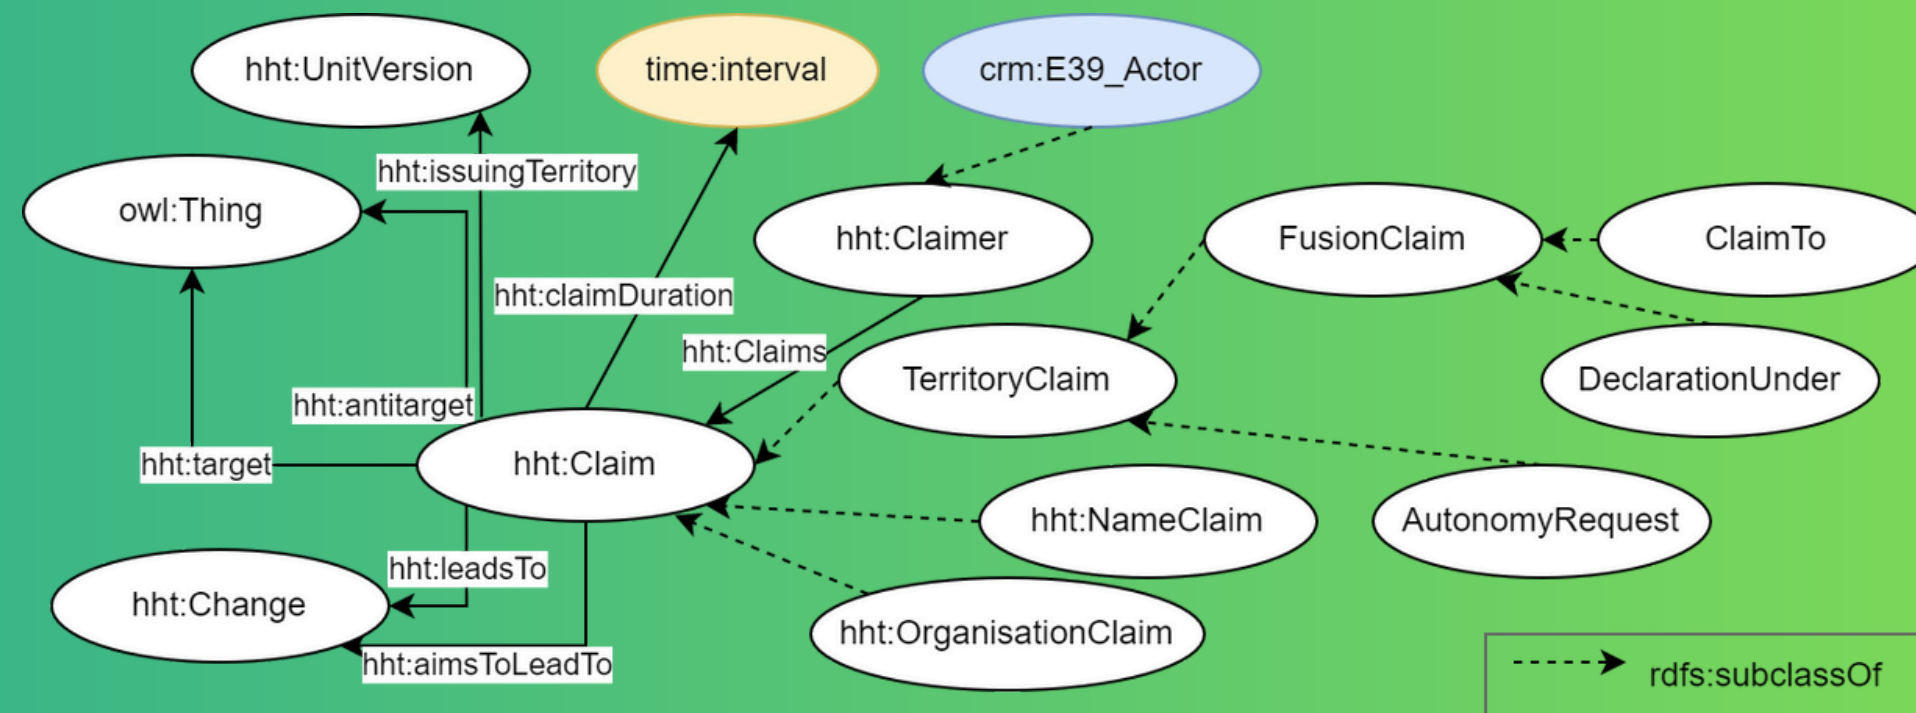 hht:UnitVersion
time:interval
crm:E39_Actor
hht:issuingTerritory
owl:Thing
hht:Claimer
FusionClaim
ClaimTo
hht:claimDuration
hht:Claims
TerritoryClaim
DeclarationUnder
hht:antitarget
hht:target
hht:Claim
hht:NameClaim
AutonomyRequest
hht:leadsTo
hht:Change
hht:OrganisationClaim
hht:aimsToLeadTo
rdfs:subclassOf